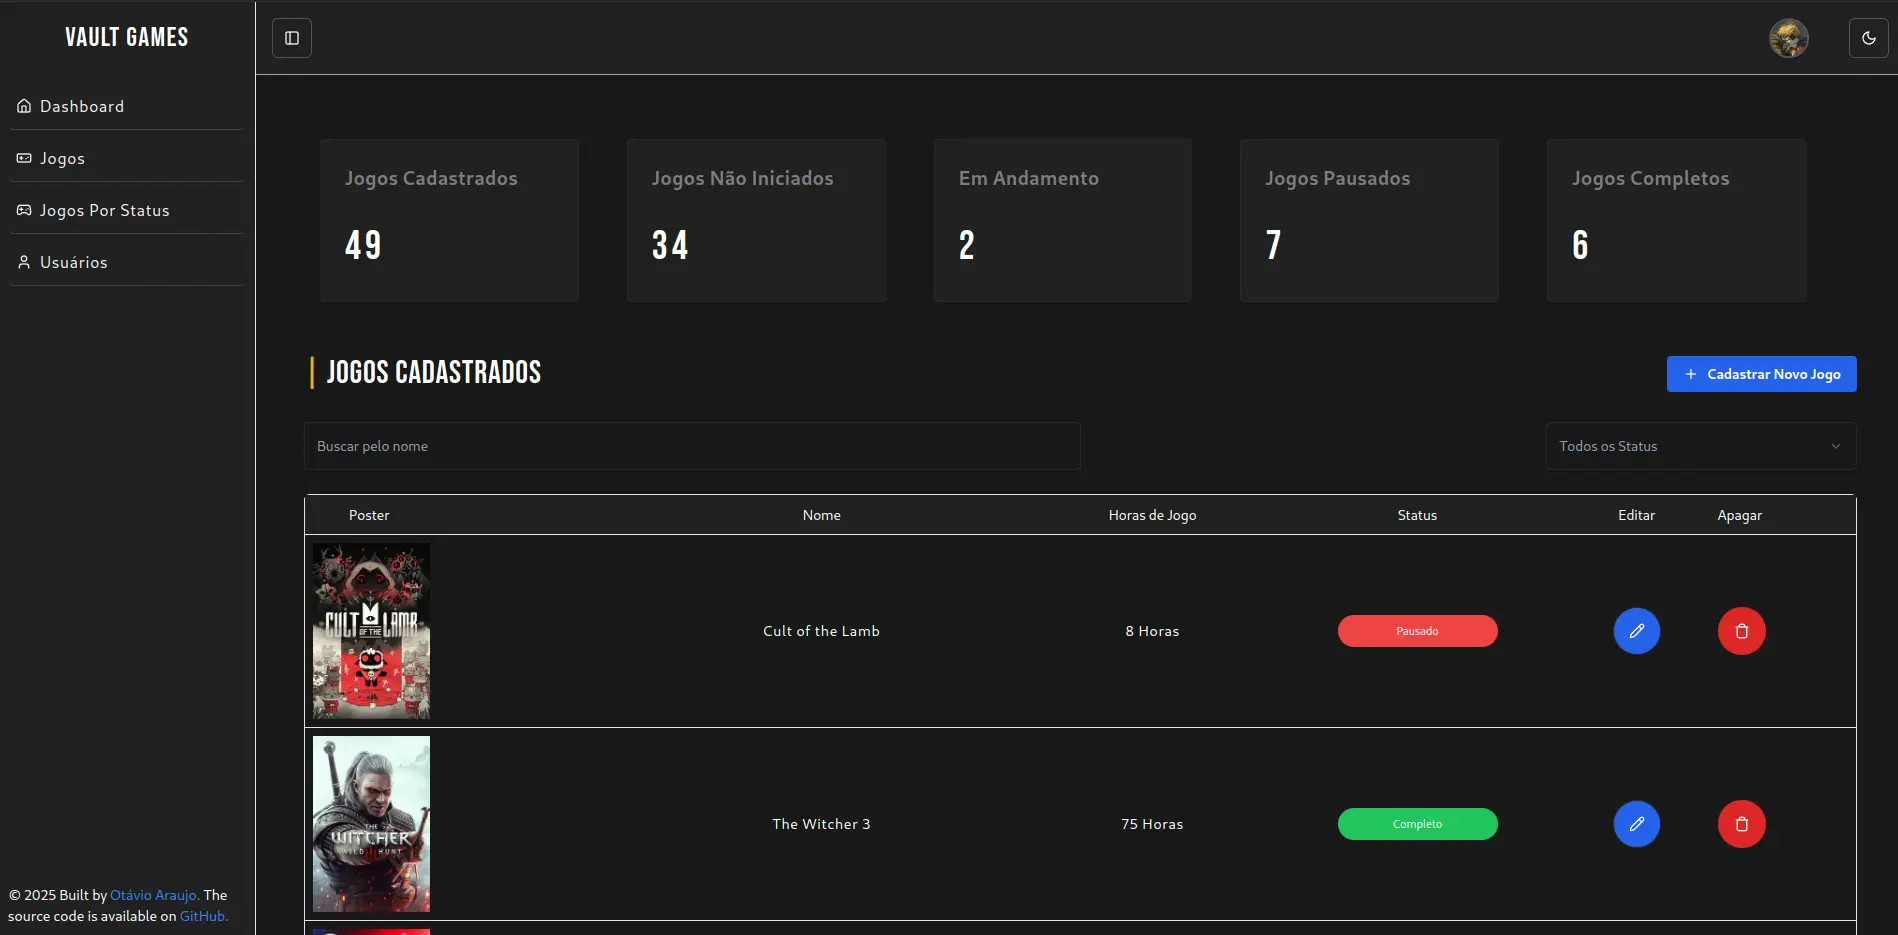 VAULT GAMES
Dashboard
Jogos
Jogos Por Status
Usuários
© 2025 Built by Otávio Araujo. The
source code is available on GitHub.
Jogos Cadastrados
49
Jogos Não Iniciados
34
Em Andamento
2
Jogos Pausados
7
Jogos Completos
6
JOGOS CADASTRADOS
+ Cadastrar Novo Jogo
Buscar pelo nome
Todos os Status
Poster Nome Horas de Jogo Status Editar Apagar
CULT OF THE LAMB
Cult of the Lamb 8 Horas Pausado
THE
WITCHER
WILD HUNT
The Witcher 3 75 Horas Completo